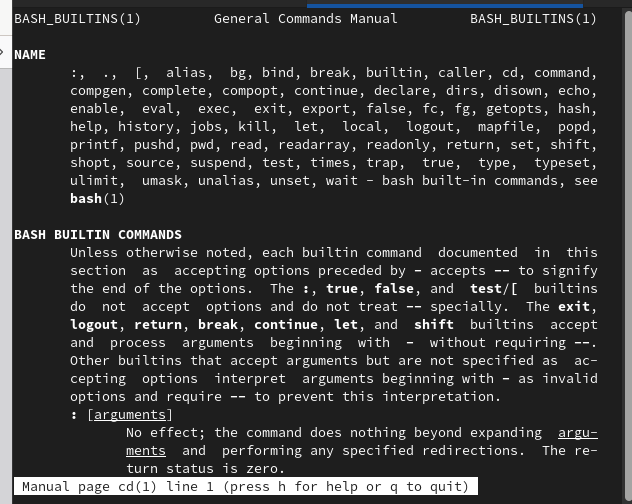 BASH_BUILTINS(1) General Commands Manual BASH_BUILTINS(1)
NAME
:, ., [, alias, bg, bind, break, builtin, caller, cd, command,
compgen, complete, compopt, continue, declare, dirs, disown, echo,
enable, eval, exec, exit, export, false, fc, fg, getopts, hash,
help, history, jobs, kill, let, local, logout, mapfile, popd,
printf, pushd, pwd, read, readarray, readonly, return, set, shift,
shopt, source, suspend, test, times, trap, true, type, typeset,
ulimit, umask, unalias, unset, wait - bash built-in commands, see
bash(1)
BASH BUILTIN COMMANDS
Unless otherwise noted, each builtin command documented in this
section as accepting options preceded by - accepts -- to signify
the end of the options. The :, true, false, and test/[ builtins
do not accept options and do not treat -- specially. The exit,
logout, return, break, continue, let, and shift builtins accept
and process arguments beginning with - without requiring --.
Other builtins that accept arguments but are not specified as ac-
cepting options interpret arguments beginning with - as invalid
options and require -- to prevent this interpretation.
: [arguments]
No effect; the command does nothing beyond expanding argu-
ments and performing any specified redirections. The re-
turn status is zero.
Manual page cd(1) line 1 (press h for help or q to quit)